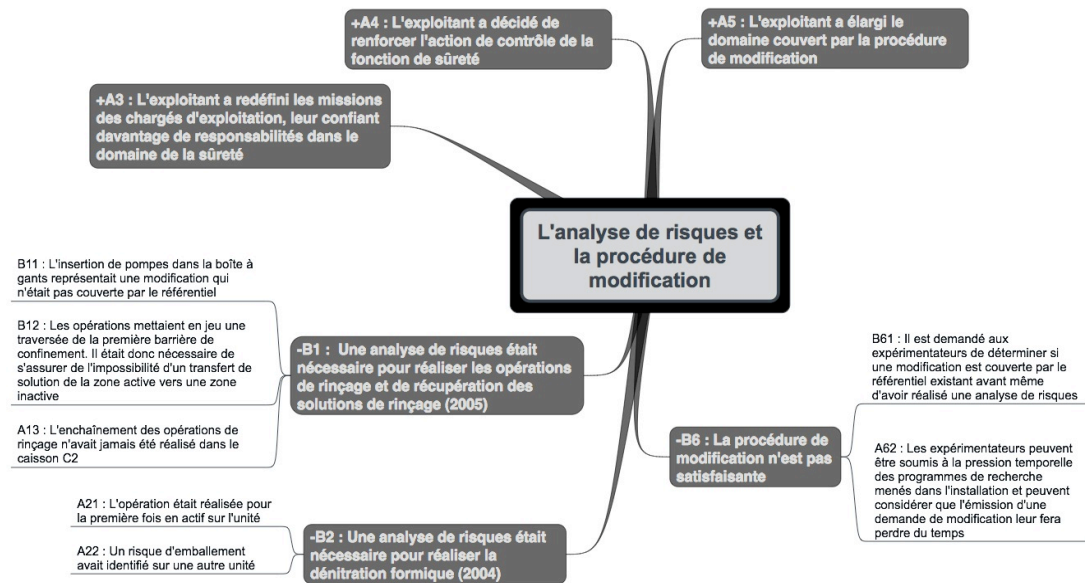 +A4 : L'exploitant a décidé de
renforcer l'action de contrôle de la
fonction de sûreté
+A5 : L'exploitant a élargi le
domaine couvert par la procédure
de modification
+A3 : L'exploitant a redéfini les missions
des chargés d'exploitation, leur confiant
davantage de responsabilités dans le
domaine de la sûreté
L'analyse de risques et
la procédure de
modification
B11 : L'insertion de pompes dans la boîte à
gants représentait une modification qui
n'était pas couverte par le référentiel
B12 : Les opérations mettaient en jeu une
traversée de la première barrière de
confinement. Il était donc nécessaire de
s'assurer de l'impossibilité d'un transfert de
solution de la zone active vers une zone
inactive
A13 : L'enchaînement des opérations de
rinçage n'avait jamais été réalisé dans le
caisson C2
-B1 : Une analyse de risques était
nécessaire pour réaliser les opérations
de rinçage et de récupération des
solutions de rinçage (2005)
B61 : Il est demandé aux
expérimentateurs de déterminer si
une modification est couverte par le
référentiel existant avant même
d'avoir réalisé une analyse de risques
-B6 : La procédure de
modification n'est pas
satisfaisante
A62 : Les expérimentateurs peuvent
être soumis à la pression temporelle
des programmes de recherche
menés dans l'installation et peuvent
considérer que l'émission d'une
demande de modification leur fera
perdre du temps
A21 : L'opération était réalisée pour
la première fois en actif sur l'unité
A22 : Un risque d'emballement
avait identifié sur une autre unité
-B2 : Une analyse de risques était
nécessaire pour réaliser la
dénitration formique (2004)